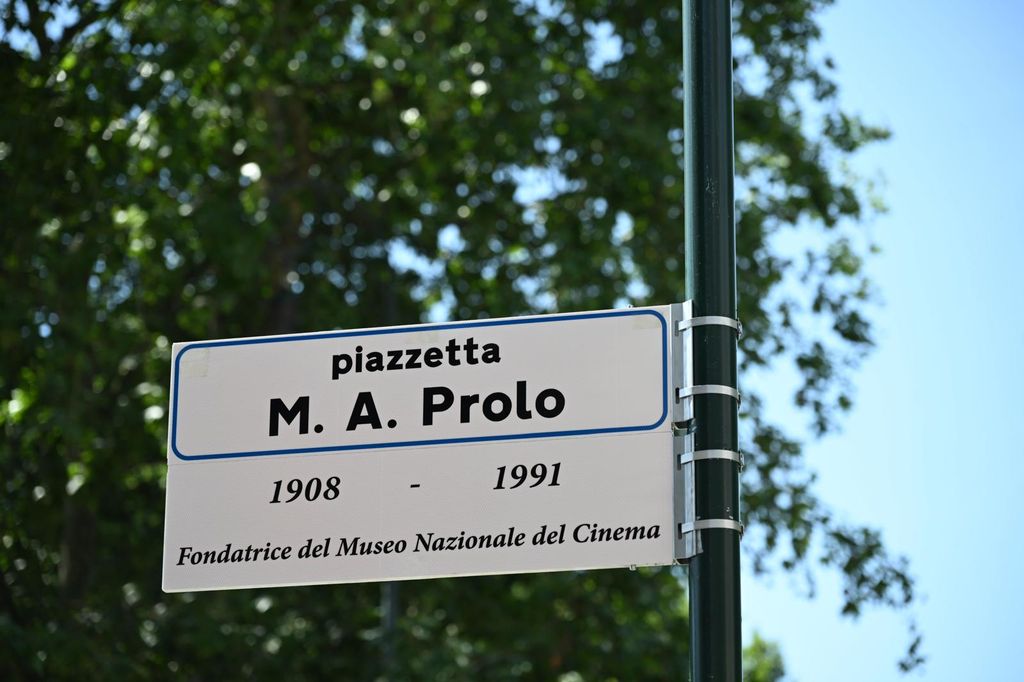 piazzetta
M. A. Prolo
1908 - 1991
Fondatrice del Museo Nazionale del Cinema